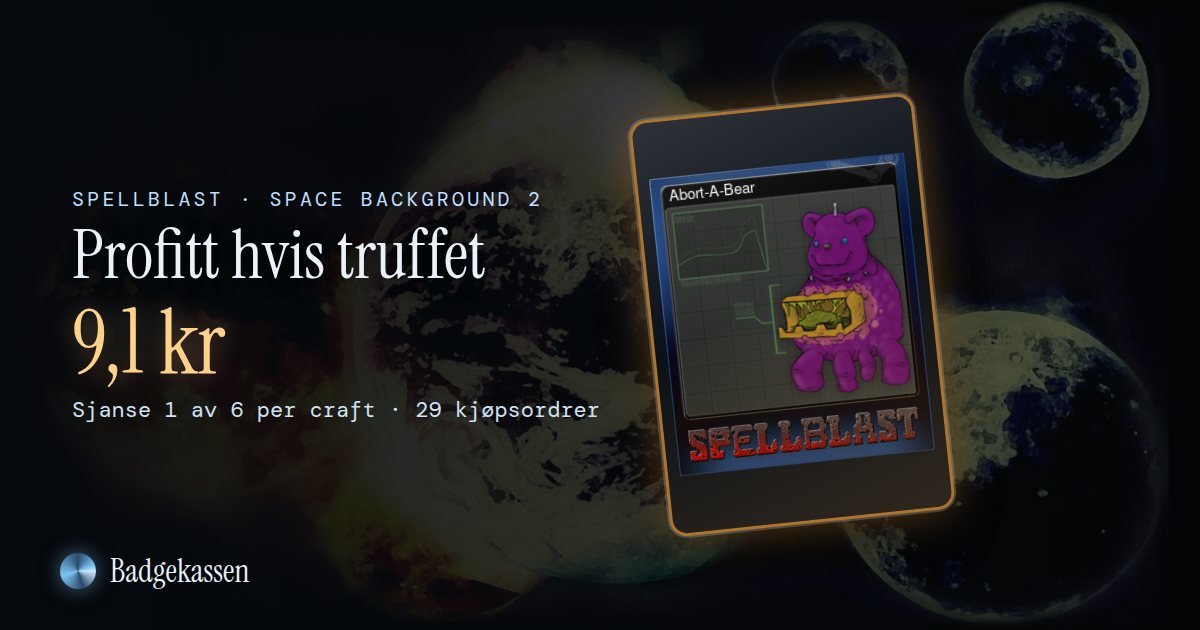 SPELLBLAST · SPACE BACKGROUND 2
Profitt hvis truffet
9,1 kr
Sjanse 1 av 6 per craft · 29 kjøpsordrer
Badgekassen
Abort-A-Bear
SPELLBLAST